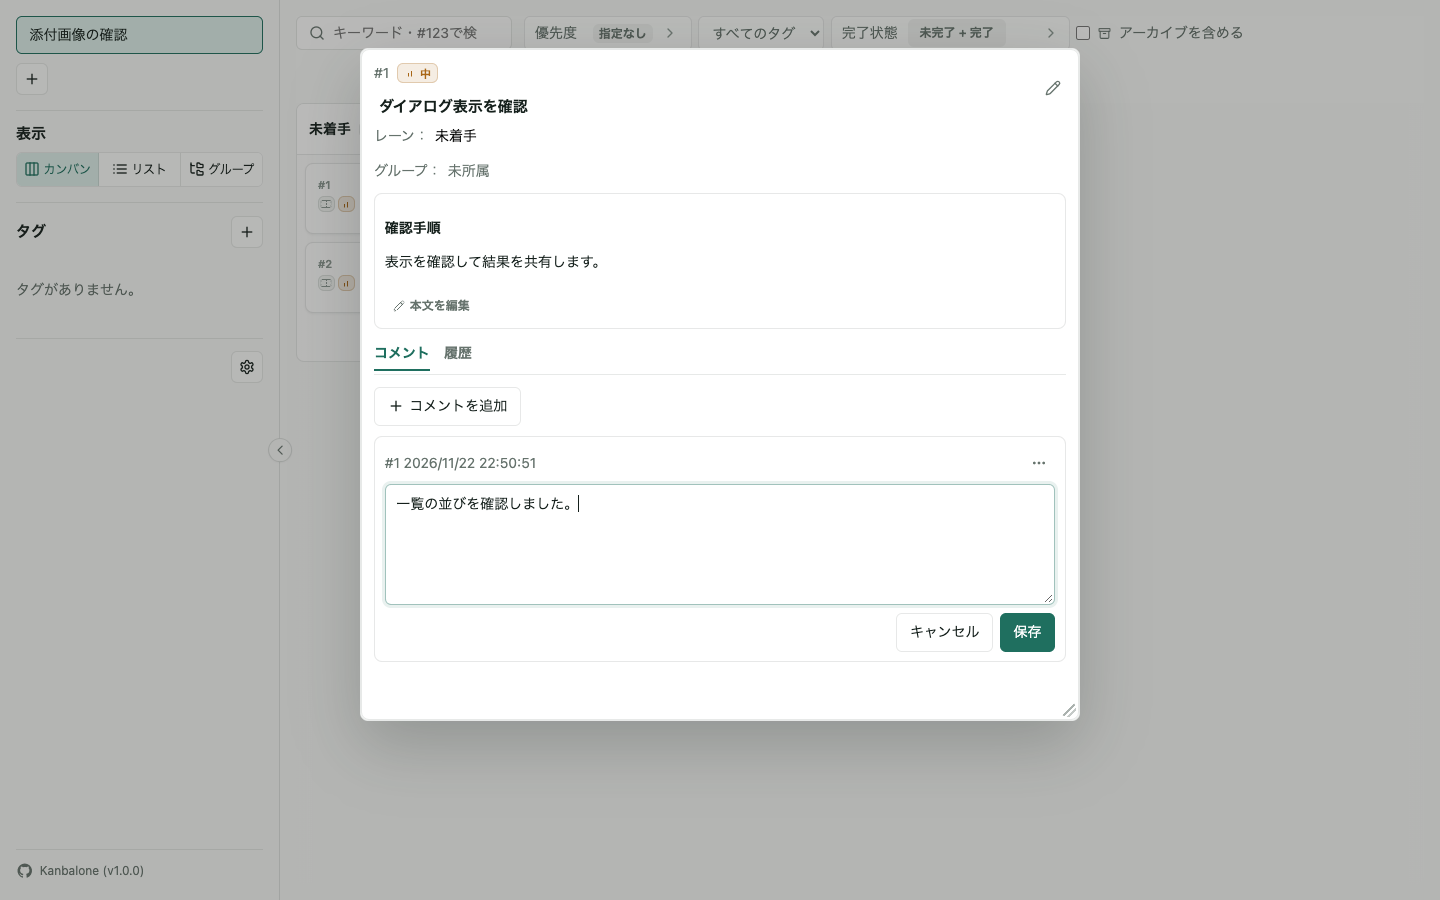 添付画像の確認
表示
カンバン
リスト
グループ
タグ
タグがありません。
Kanbalone (v1.0.0)
キーワード・#123で検
優先度 指定なし
すべてのタグ
完了状態 未完了 + 完了
アーカイブを含める
未着手
#1
#2
#1 中
ダイアログ表示を確認
レーン： 未着手
グループ： 未所属
確認手順
表示を確認して結果を共有します。
本文を編集
コメント 履歴
コメントを追加
#1 2026/11/22 22:50:51
一覧の並びを確認しました。
キャンセル 保存